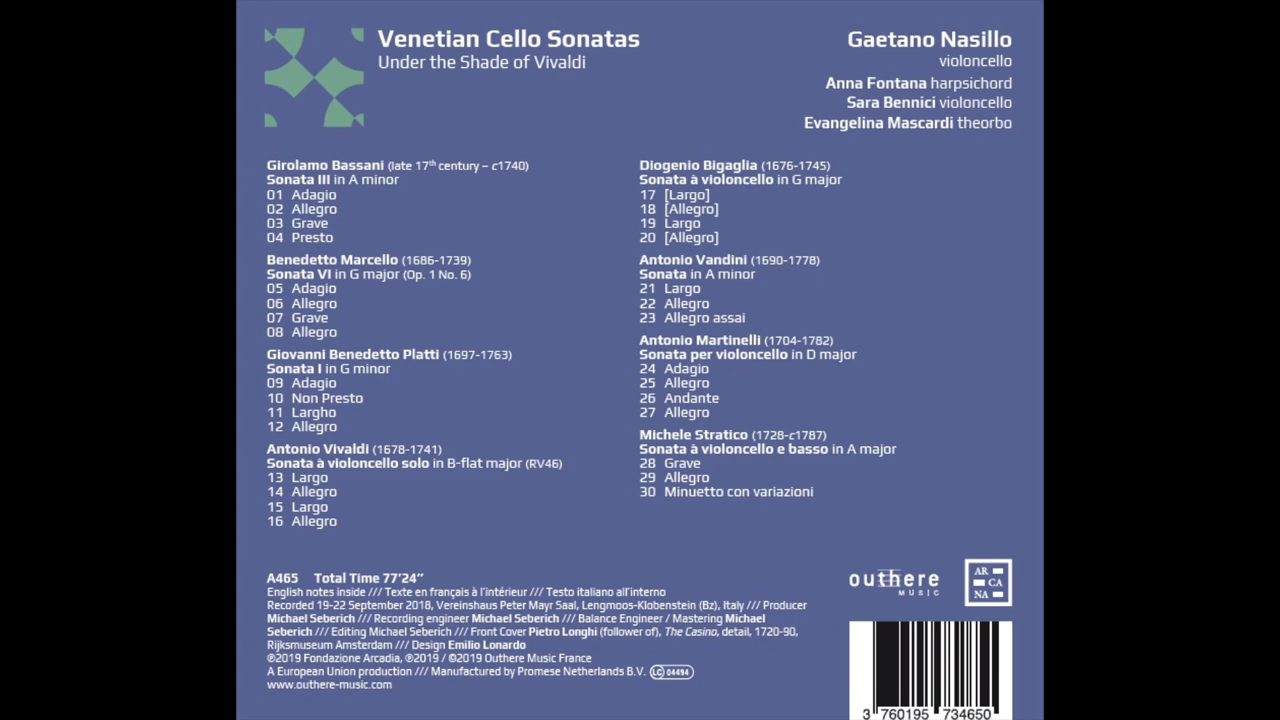 Venetian Cello Sonatas
Under the Shade of Vivaldi
Gaetano Nasillo
violoncello
Anna Fontana harpsichord
Sara Bennici violoncello
Evangelina Mascardi theorbo
Girolamo Bassani (late 17th century – c1740)
Sonata III in A minor
01 Adagio
02 Allegro
03 Grave
04 Presto
Benedetto Marcello (1686-1739)
Sonata VI in G major (Op. 1 No. 6)
05 Adagio
06 Allegro
07 Grave
08 Allegro
Giovanni Benedetto Platti (1697-1763)
Sonata I in G minor
09 Adagio
10 Non Presto
11 Largho
12 Allegro
Antonio Vivaldi (1678-1741)
Sonata à violoncello solo in B-flat major (RV46)
13 Largo
14 Allegro
15 Largo
16 Allegro
Diogenio Bigaglia (1676-1745)
Sonata à violoncello in G major
17 [Largo]
18 [Allegro]
19 Largo
20 [Allegro]
Antonio Vandini (1690-1778)
Sonata in A minor
21 Largo
22 Allegro
23 Allegro assai
Antonio Martinelli (1704-1782)
Sonata per violoncello in D major
24 Adagio
25 Allegro
26 Andante
27 Allegro
Michele Stratico (1728-c1787)
Sonata à violoncello e basso in A major
28 Grave
29 Allegro
30 Minuetto con variazioni
A465 Total Time 77'24"
English notes inside /// Texte en français à l'intérieur /// Testo italiano all'interno
Recorded 19-22 September 2018, Vereinshaus Peter Mayr Saal, Lengmoos-Klobenstein (Bz), Italy /// Producer
Michael Seberich /// Recording engineer Michael Seberich /// Balance Engineer / Mastering Michael
Seberich /// Editing Michael Seberich /// Front Cover Pietro Longhi (follower of), The Casino, detail, 1720-90,
Rijksmuseum Amsterdam /// Design Emilio Lonardo
℗2019 Fondazione Arcadia, ℗2019 / ©2019 Outhere Music France
A European Union production /// Manufactured by Promese Netherlands B.V. LC 04494
www.outhere-music.com
outhere
MUSIC
AR
CA
NA
3 760195 734650